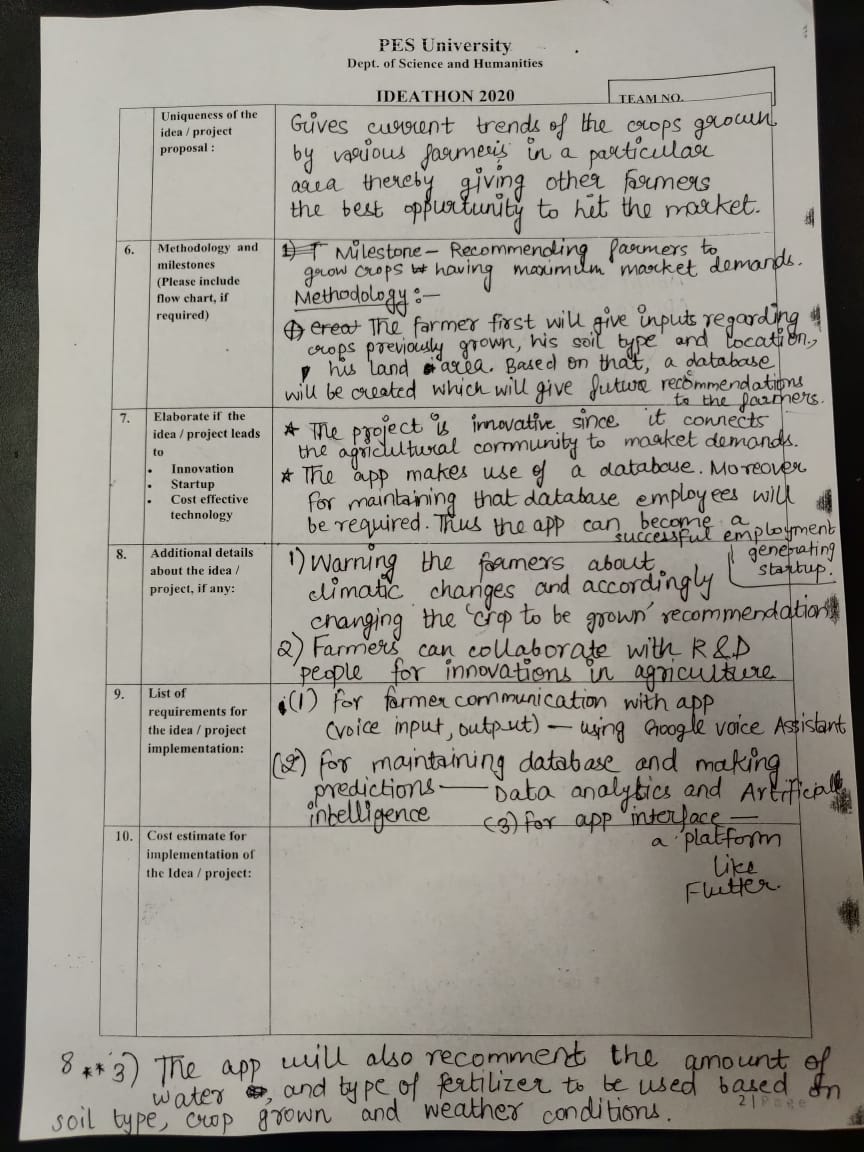 PES University
Dept. of Science and Humanities
IDEATHON 2020
TEAM NO.
Uniqueness of the
idea / project
proposal :
Gives current trends of the crops grown
by various farmers in a particular
area thereby giving other farmers
the best oppurtunity to hit the market.
6.
Methodology and
milestones
(Please include
flow chart, if
required)
Milestone – Recommending farmers to
grow crops having maximum market demands.
Methodology :–
The farmer first will give inputs regarding
crops previously grown, his soil type and location,
his land area. Based on that, a database
will be created which will give future recommendations
to the farmers.
7.
Elaborate if the
idea / project leads
to
• Innovation
• Startup
• Cost effective
technology
* The project is innovative since it connects
the agricultural community to market demands.
* The app makes use of a database. Moreover
for maintaining that database employees will
be required. Thus the app can become a
successful employment
generating
startup.
8.
Additional details
about the idea /
project, if any:
1) Warning the farmers about
climatic changes and accordingly
changing the 'crop to be grown' recommendation
2) Farmers can collaborate with R&D
people for innovations in agriculture
9.
List of
requirements for
the idea / project
implementation:
(1) for farmer communication with app
(voice input, output) – using Google voice Assistant
(2) for maintaining database and making
predictions — Data analytics and Artificial
intelligence (3) for app interface —
a platform
like
Flutter.
10.
Cost estimate for
implementation of
the Idea / project:
8 ** 3) The app will also recomment the amount of
water , and type of fertilizer to be used based on
soil type, crop grown and weather conditions.
2 | Page